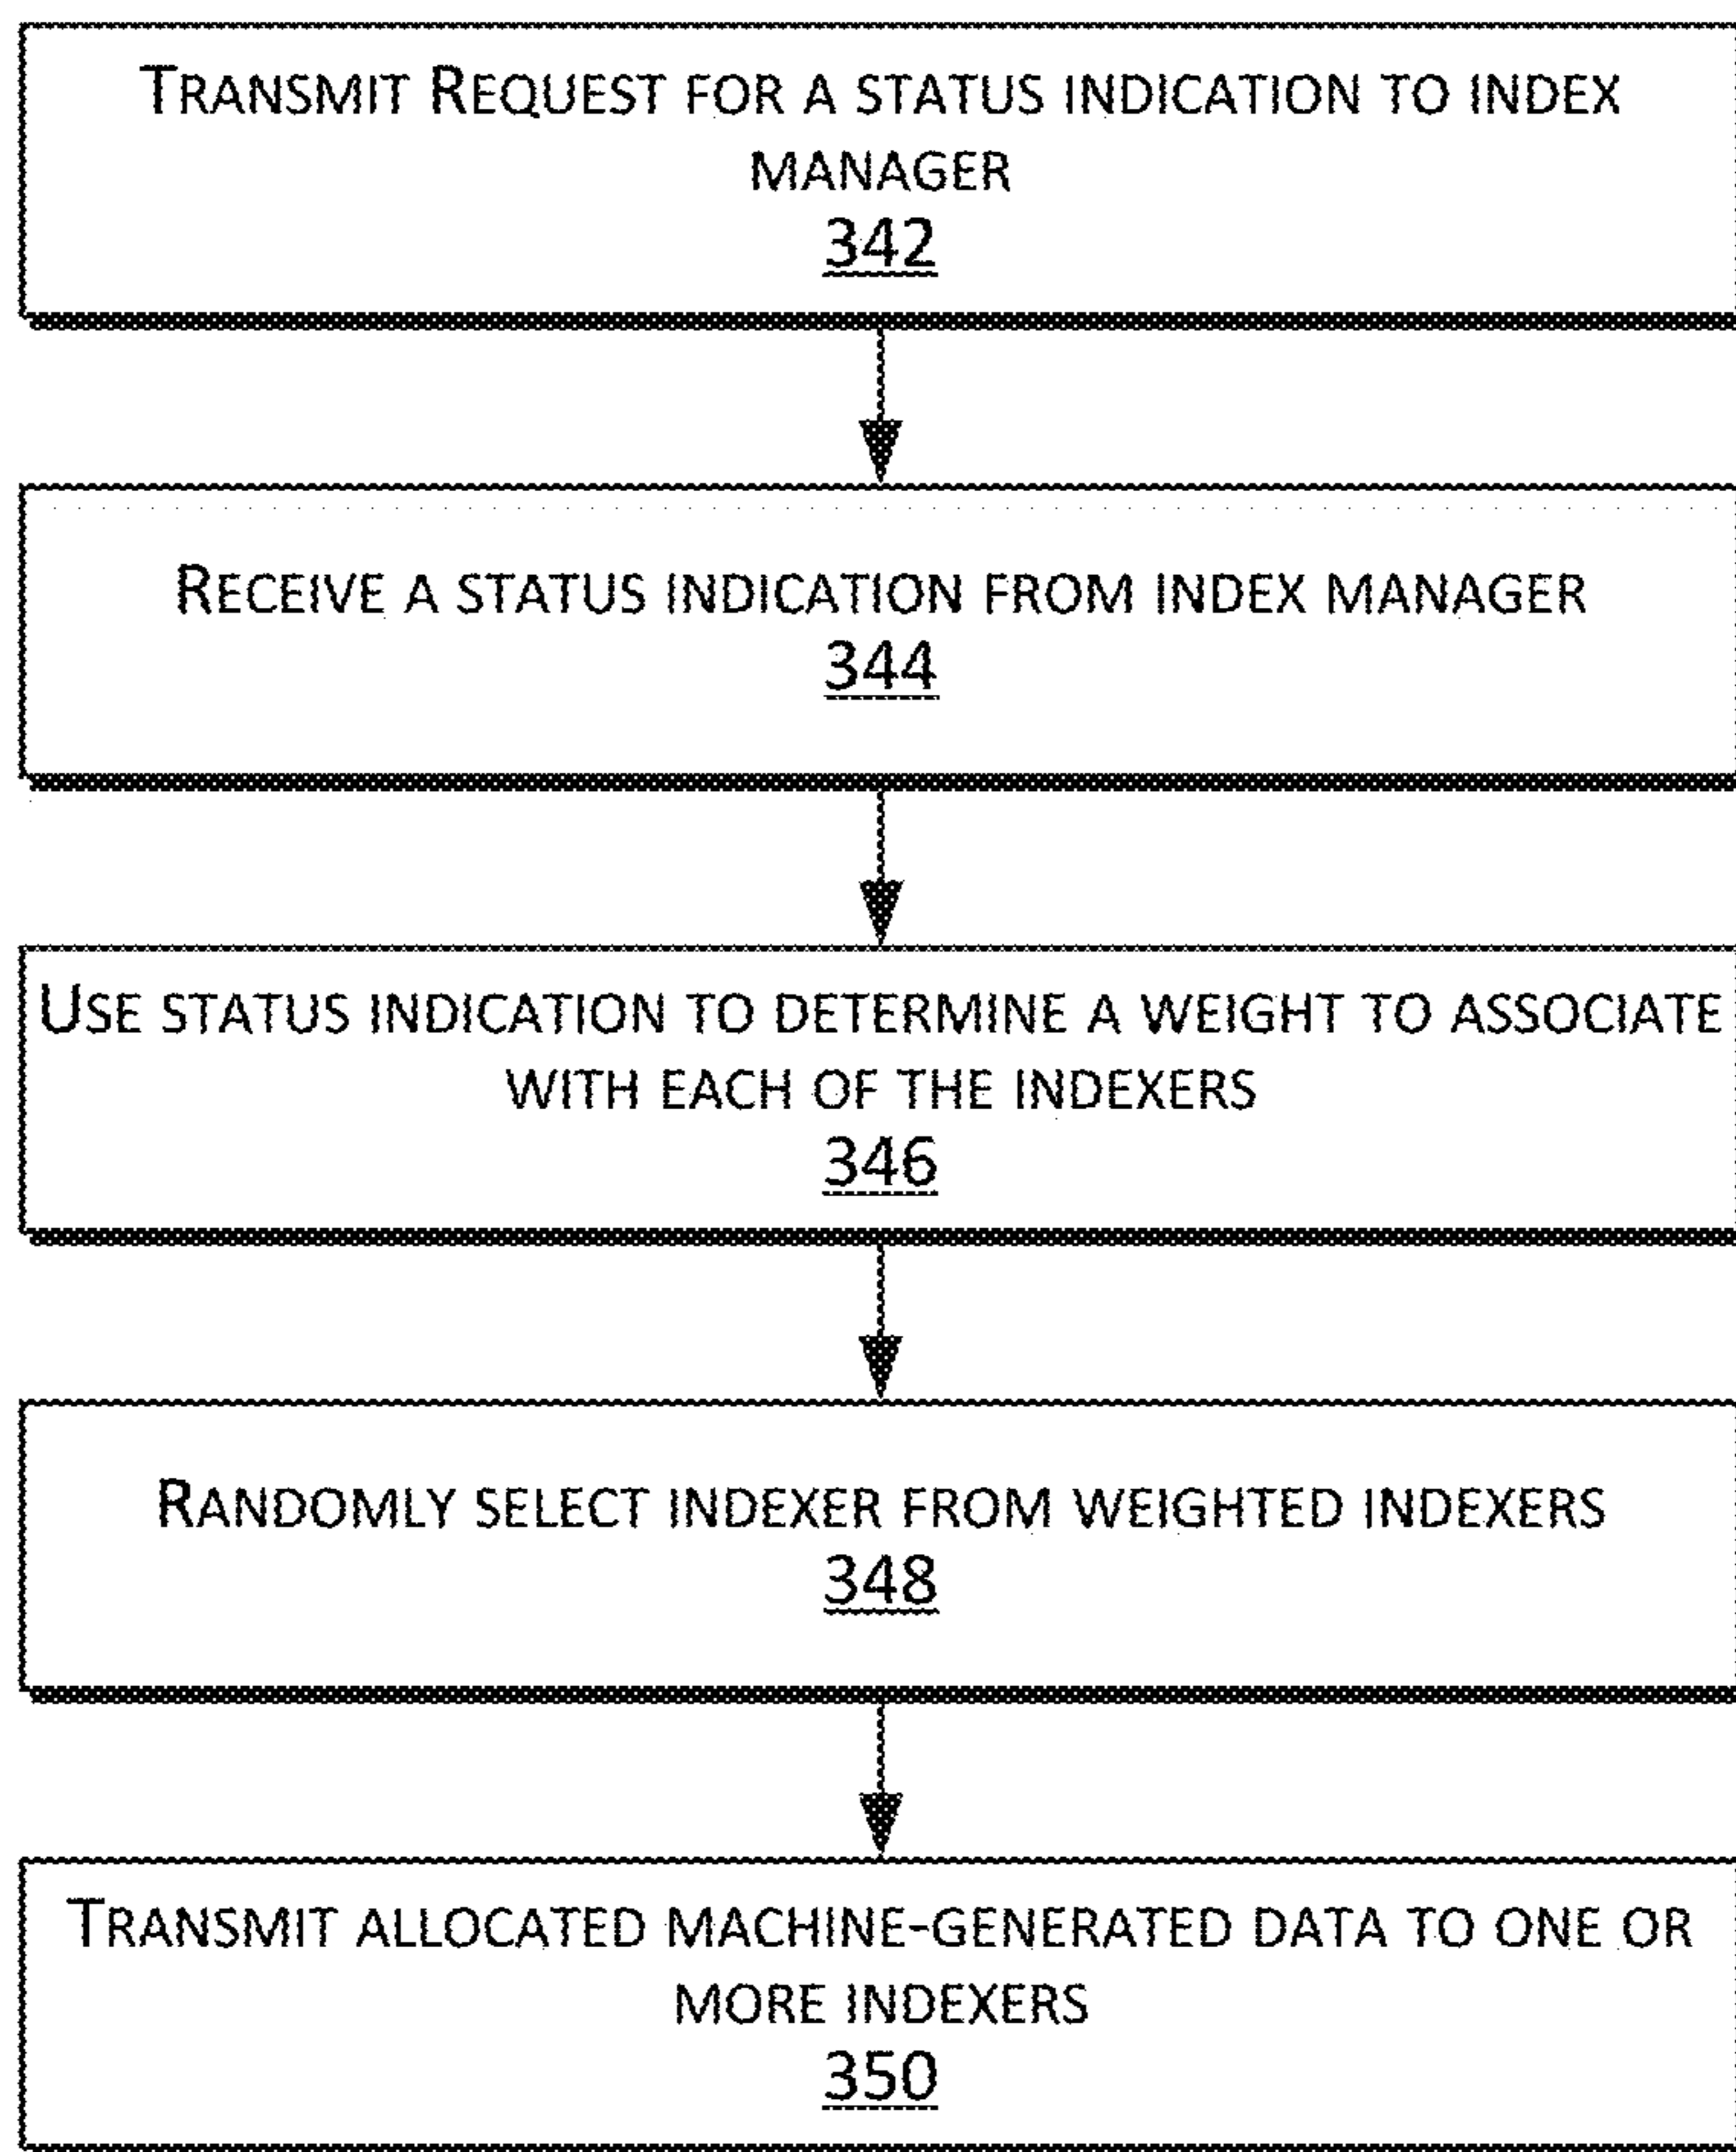 TRANSMIT REQUEST FOR A STATUS INDICATION TO INDEX
MANAGER
342
RECEIVE A STATUS INDICATION FROM INDEX MANAGER
344
USE STATUS INDICATION TO DETERMINE A WEIGHT TO ASSOCIATE
WITH EACH OF THE INDEXERS
346
RANDOMLY SELECT INDEXER FROM WEIGHTED INDEXERS
348
TRANSMIT ALLOCATED MACHINE-GENERATED DATA TO ONE OR
MORE INDEXERS
350